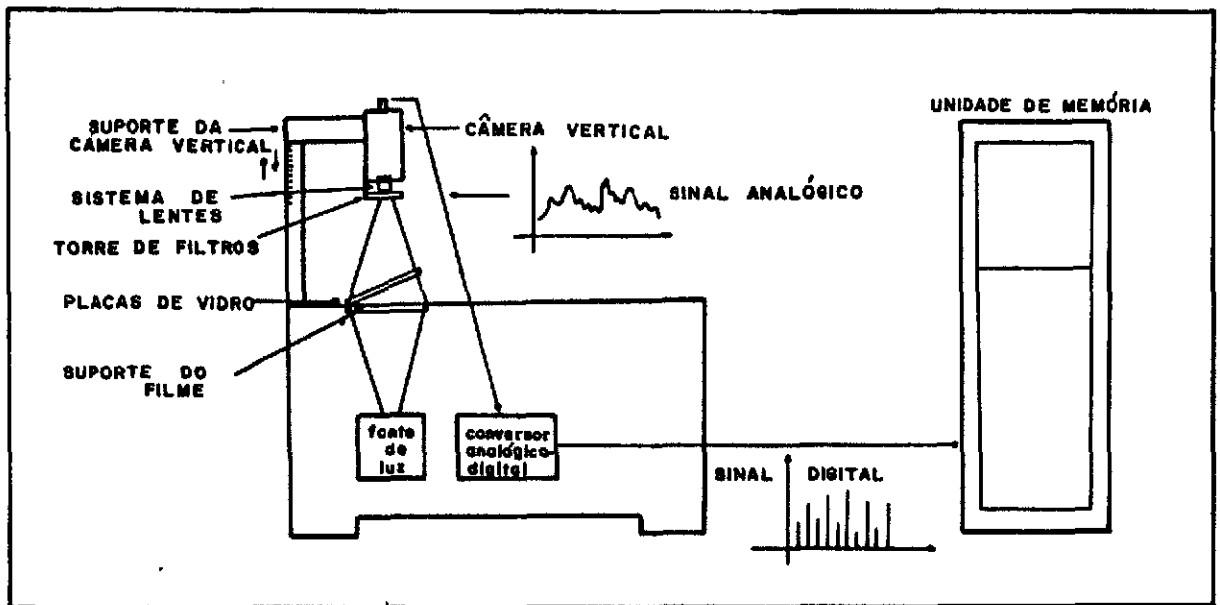 SUPORTE DA
CÂMERA VERTICAL
SISTEMA DE
LENTES
TORRE DE FILTROS
PLACAS DE VIDRO
SUPORTE DO
FILME
CÂMERA VERTICAL
SINAL ANALÓGICO
fonte
de
luz
conversor
analógico-
digital
SINAL DIGITAL
UNIDADE DE MEMÓRIA